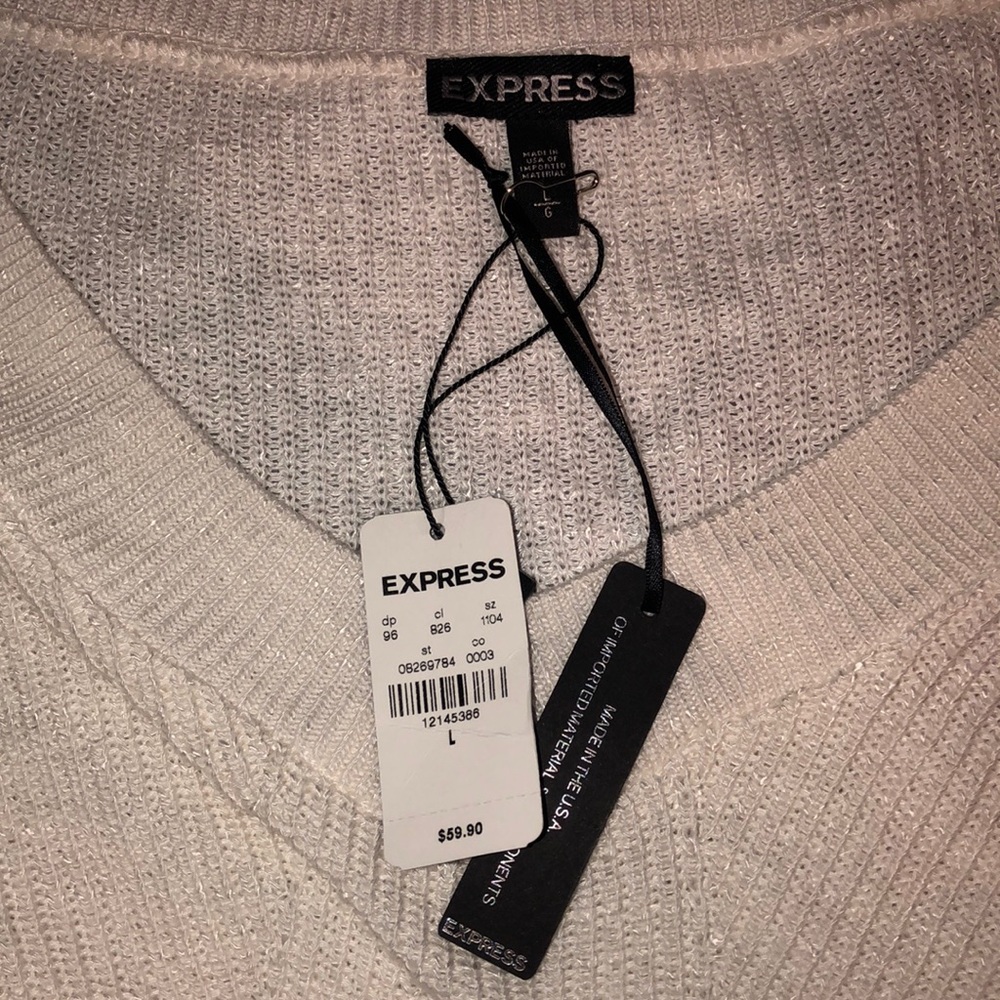 EXPRESS
MADE IN
USA OF
IMPORTED
MATERIAL
L
G
EXPRESS
dp cl sz
96 826 1104
st co
0B269784 0003
12145386
L
$59.90
MADE IN THE U.S.A.
OF IMPORTED MATERIAL
ONENTS
EXPRESS